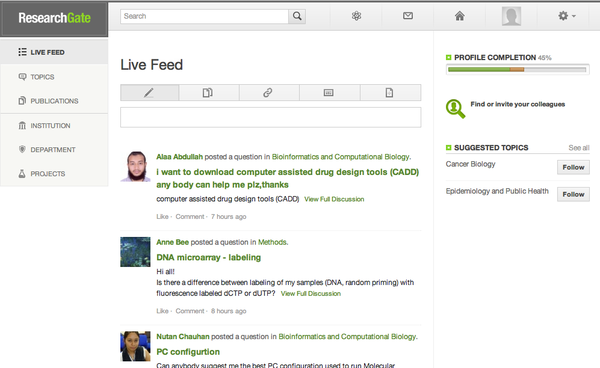 ResearchGate
Search
LIVE FEED
TOPICS
PUBLICATIONS
INSTITUTION
DEPARTMENT
PROJECTS
Live Feed
Alaa Abdullah posted a question in Bioinformatics and Computational Biology.
i want to download computer assisted drug design tools (CADD)
any body can help me plz,thanks
computer assisted drug design tools (CADD) View Full Discussion
Like · Comment · 7 hours ago
Anne Bee posted a question in Methods.
DNA microarray - labeling
Hi all!
Is there a difference between labeling of my samples (DNA, random priming) with
fluorescence labeled dCTP or dUTP? View Full Discussion
Like · Comment · 8 hours ago
Nutan Chauhan posted a question in Bioinformatics and Computational Biology.
PC configurtion
Can anybody suggest me the best PC configuration used to run Molecular
PROFILE COMPLETION 45%
Find or invite your colleagues
SUGGESTED TOPICS See all
Cancer Biology Follow
Epidemiology and Public Health Follow